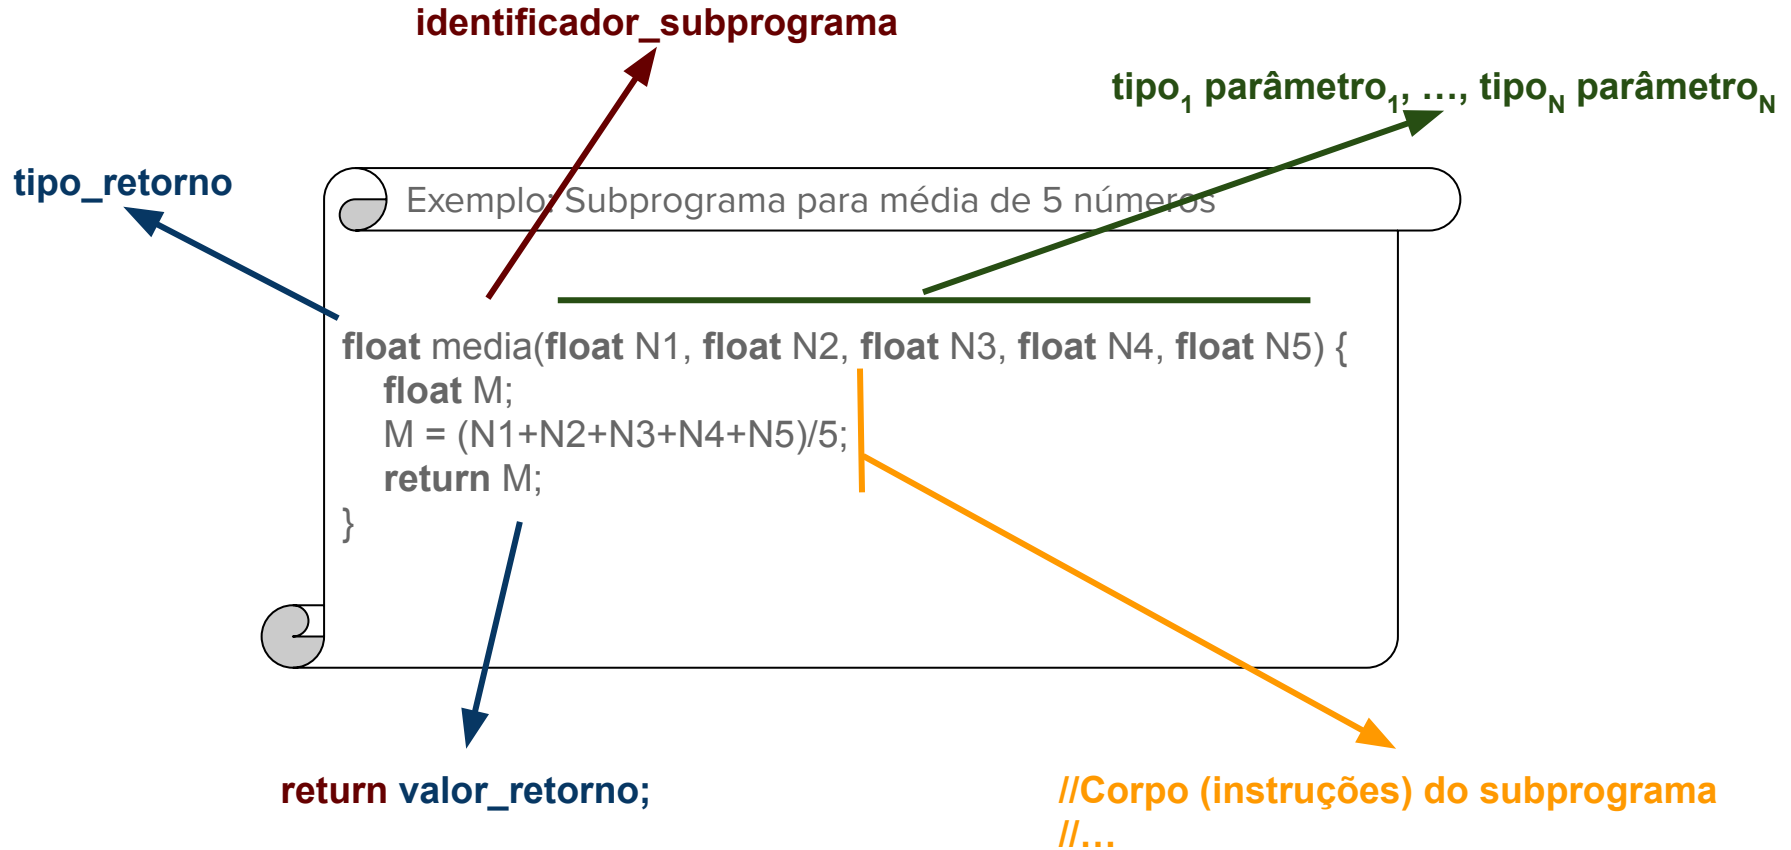 identificador_subprograma
tipo₁ parâmetro₁, …, tipoN parâmetroN
tipo_retorno
Exemplo: Subprograma para média de 5 números
float media(float N1, float N2, float N3, float N4, float N5) {
float M;
M = (N1+N2+N3+N4+N5)/5;
return M;
}
return valor_retorno;
//Corpo (instruções) do subprograma
//…